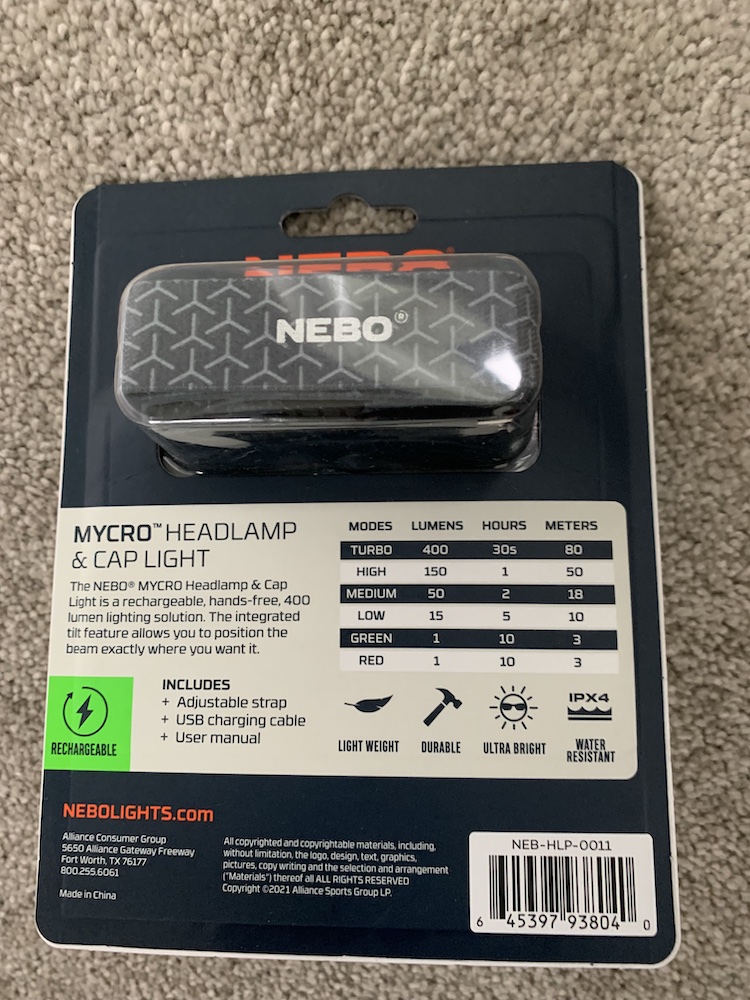 NEBO
NEBO®
MYCRO™ HEADLAMP
& CAP LIGHT
The NEBO® MYCRO Headlamp & Cap
Light is a rechargeable, hands-free, 400
lumen lighting solution. The integrated
tilt feature allows you to position the
beam exactly where you want it.
MODES LUMENS HOURS METERS
TURBO 400 30s 80
HIGH 150 1 50
MEDIUM 50 2 18
LOW 15 5 10
GREEN 1 10 3
RED 1 10 3
RECHARGEABLE
INCLUDES
+ Adjustable strap
+ USB charging cable
+ User manual
LIGHT WEIGHT
DURABLE
ULTRA BRIGHT
IPX4
WATER
RESISTANT
NEBOLIGHTS.com
Alliance Consumer Group
5650 Alliance Gateway Freeway
Fort Worth, TX 76177
800.255.6061
Made in China
All copyrighted and copyrightable materials, including,
without limitation, the logo, design, text, graphics,
pictures, copy writing and the selection and arrangement
("Materials") thereof all ALL RIGHTS RESERVED
Copyright ©2021 Alliance Sports Group LP.
NEB-HLP-0011
6 45397 93804 0